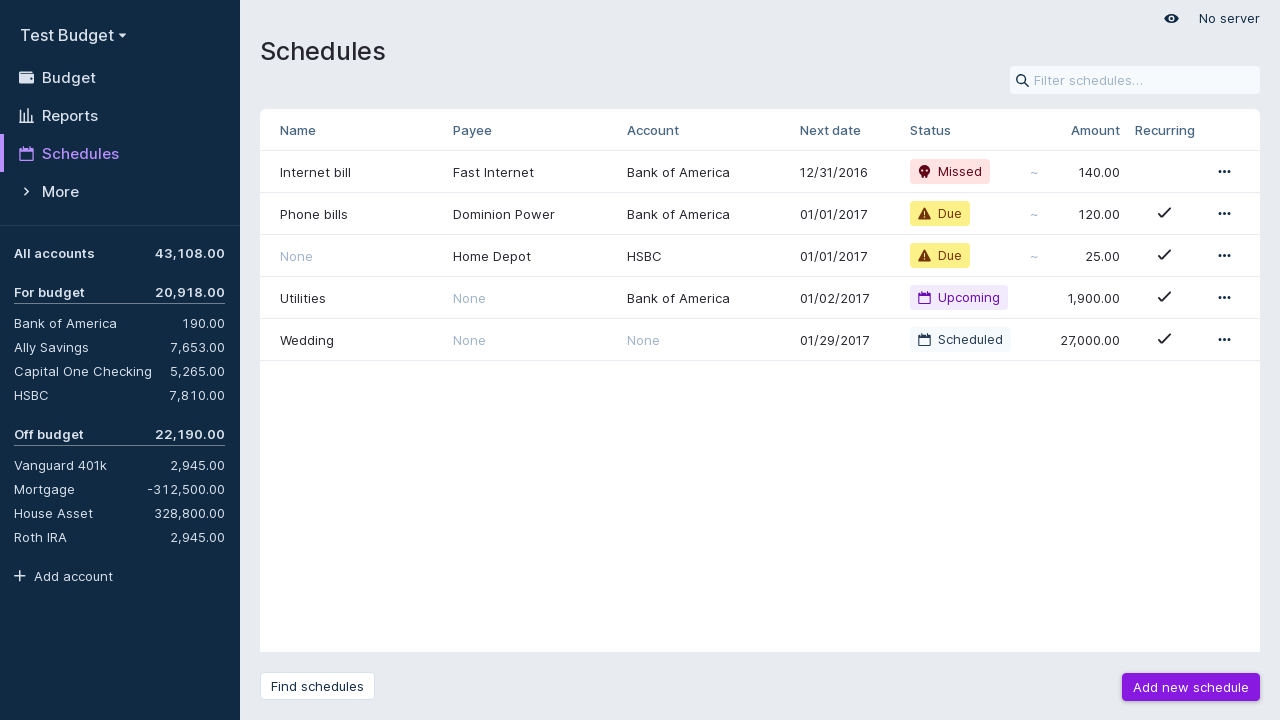 Test Budget
Budget
Reports
Schedules
More
All accounts 43,108.00
For budget 20,918.00
Bank of America 190.00
Ally Savings 7,653.00
Capital One Checking 5,265.00
HSBC 7,810.00
Off budget 22,190.00
Vanguard 401k 2,945.00
Mortgage -312,500.00
House Asset 328,800.00
Roth IRA 2,945.00
Add account
No server
Schedules
Filter schedules…
Name Payee Account Next date Status Amount Recurring
Internet bill Fast Internet Bank of America 12/31/2016 Missed ~ 140.00
Phone bills Dominion Power Bank of America 01/01/2017 Due ~ 120.00
None Home Depot HSBC 01/01/2017 Due ~ 25.00
Utilities None Bank of America 01/02/2017 Upcoming 1,900.00
Wedding None None 01/29/2017 Scheduled 27,000.00
Find schedules
Add new schedule